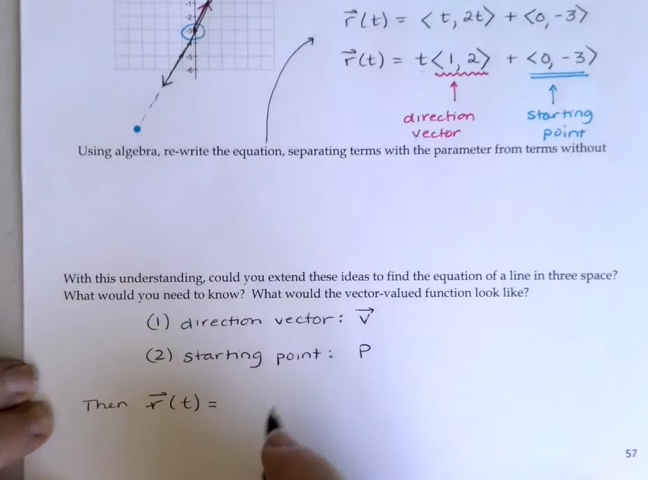 r⃗(t) = ⟨t, 2t⟩ + ⟨0, -3⟩
r⃗(t) = t⟨1, 2⟩ + ⟨0, -3⟩
direction vector
starting point
Using algebra, re-write the equation, separating terms with the parameter from terms without
With this understanding, could you extend these ideas to find the equation of a line in three space?
What would you need to know? What would the vector-valued function look like?
(1) direction vector: v⃗
(2) starting point: P
Then r⃗(t) =
57